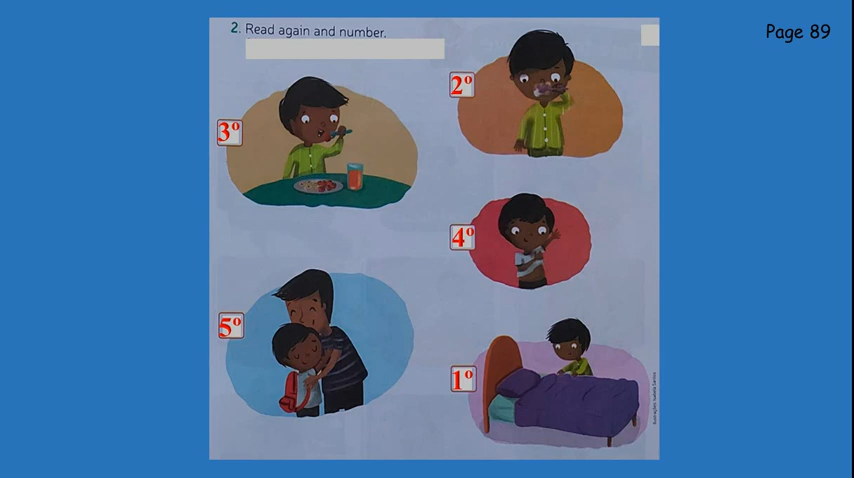 Page 89
2. Read again and number.
2º
3º
4º
5º
1º